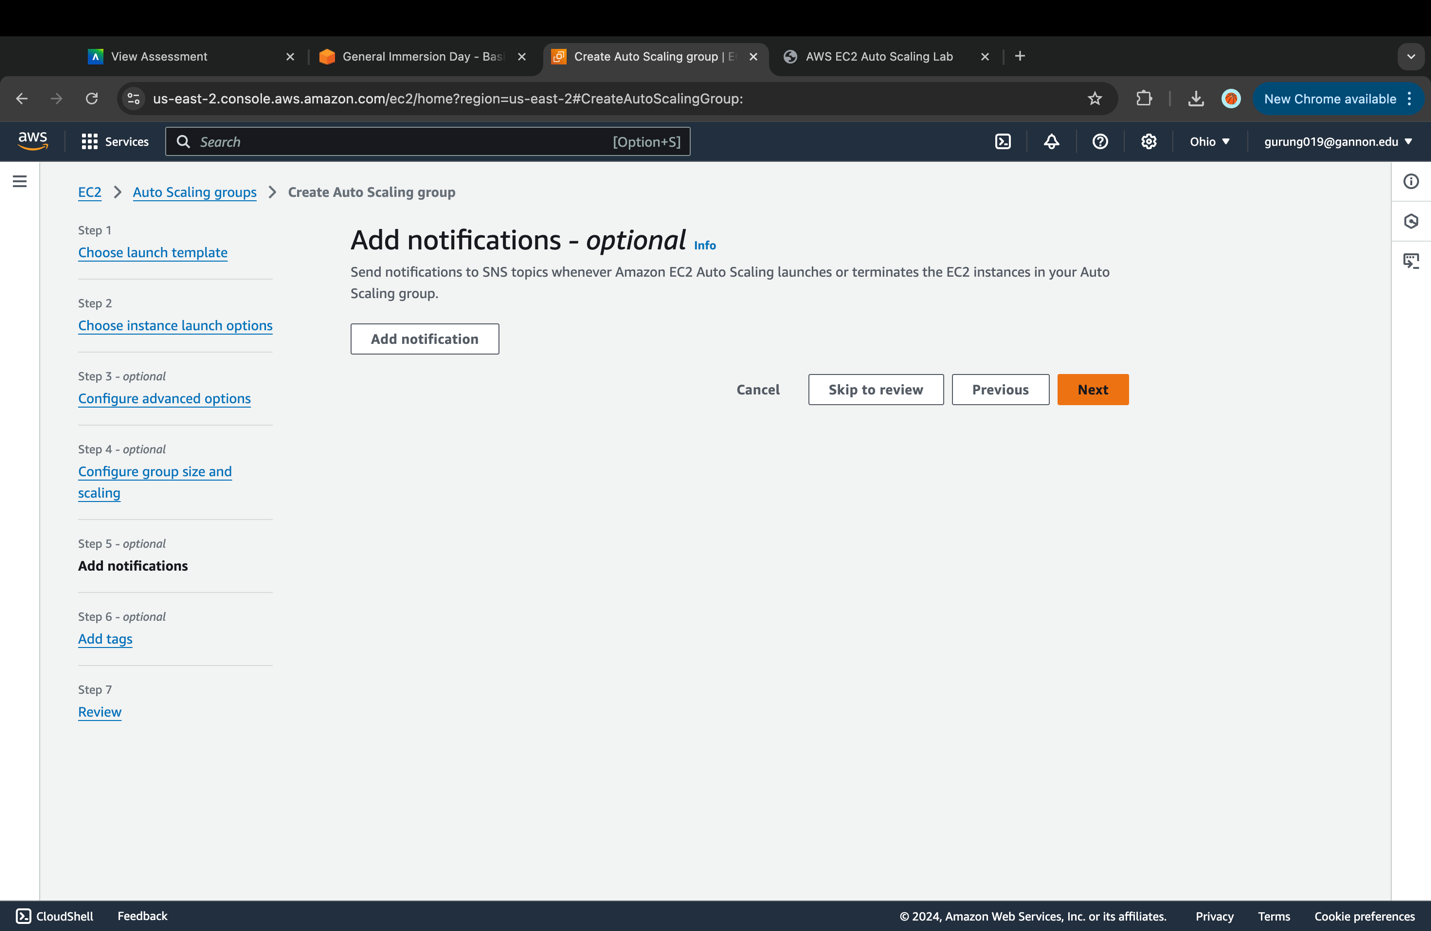 View Assessment
General Immersion Day - Bas
Create Auto Scaling group | E
AWS EC2 Auto Scaling Lab
us-east-2.console.aws.amazon.com/ec2/home?region=us-east-2#CreateAutoScalingGroup:
New Chrome available
aws
Services
Search
[Option+S]
Ohio
gurung019@gannon.edu
EC2
Auto Scaling groups
Create Auto Scaling group
Step 1
Choose launch template
Step 2
Choose instance launch options
Step 3 - optional
Configure advanced options
Step 4 - optional
Configure group size and
scaling
Step 5 - optional
Add notifications
Step 6 - optional
Add tags
Step 7
Review
Add notifications - optional Info
Send notifications to SNS topics whenever Amazon EC2 Auto Scaling launches or terminates the EC2 instances in your Auto
Scaling group.
Add notification
Cancel
Skip to review
Previous
Next
CloudShell
Feedback
© 2024, Amazon Web Services, Inc. or its affiliates.
Privacy
Terms
Cookie preferences